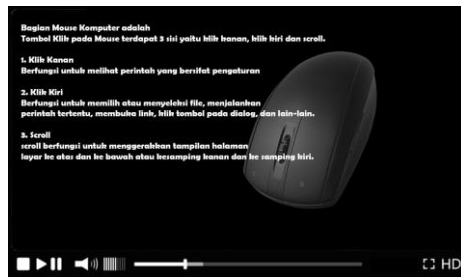 Bagian Mouse Komputer adalah
Tombol Klik pada Mouse terdapat 3 sisi yaitu klik kanan, klik kiri dan scroll.
1. Klik Kanan
Berfungsi untuk melihat perintah yang bersifat pengaturan
2. Klik Kiri
Berfungsi untuk memilih atau menyeleksi file, menjalankan
perintah tertentu, membuka link, klik tombol pada dialog, dan lain-lain.
3. Scroll
scroll berfungsi untuk menggerakkan tampilan halaman
layar ke atas dan ke bawah atau kesamping kanan dan ke samping kiri.
HD